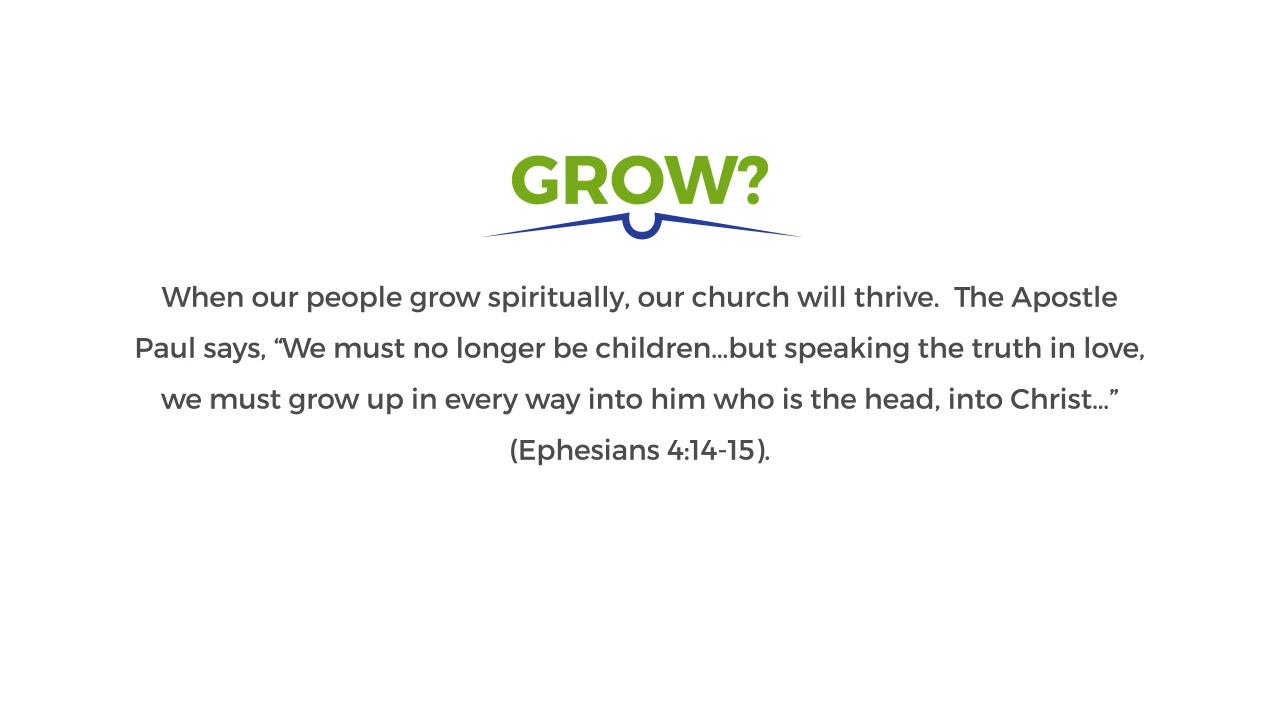 GROW?
When our people grow spiritually, our church will thrive.  The Apostle
Paul says, “We must no longer be children...but speaking the truth in love,
we must grow up in every way into him who is the head, into Christ...”
(Ephesians 4:14-15).